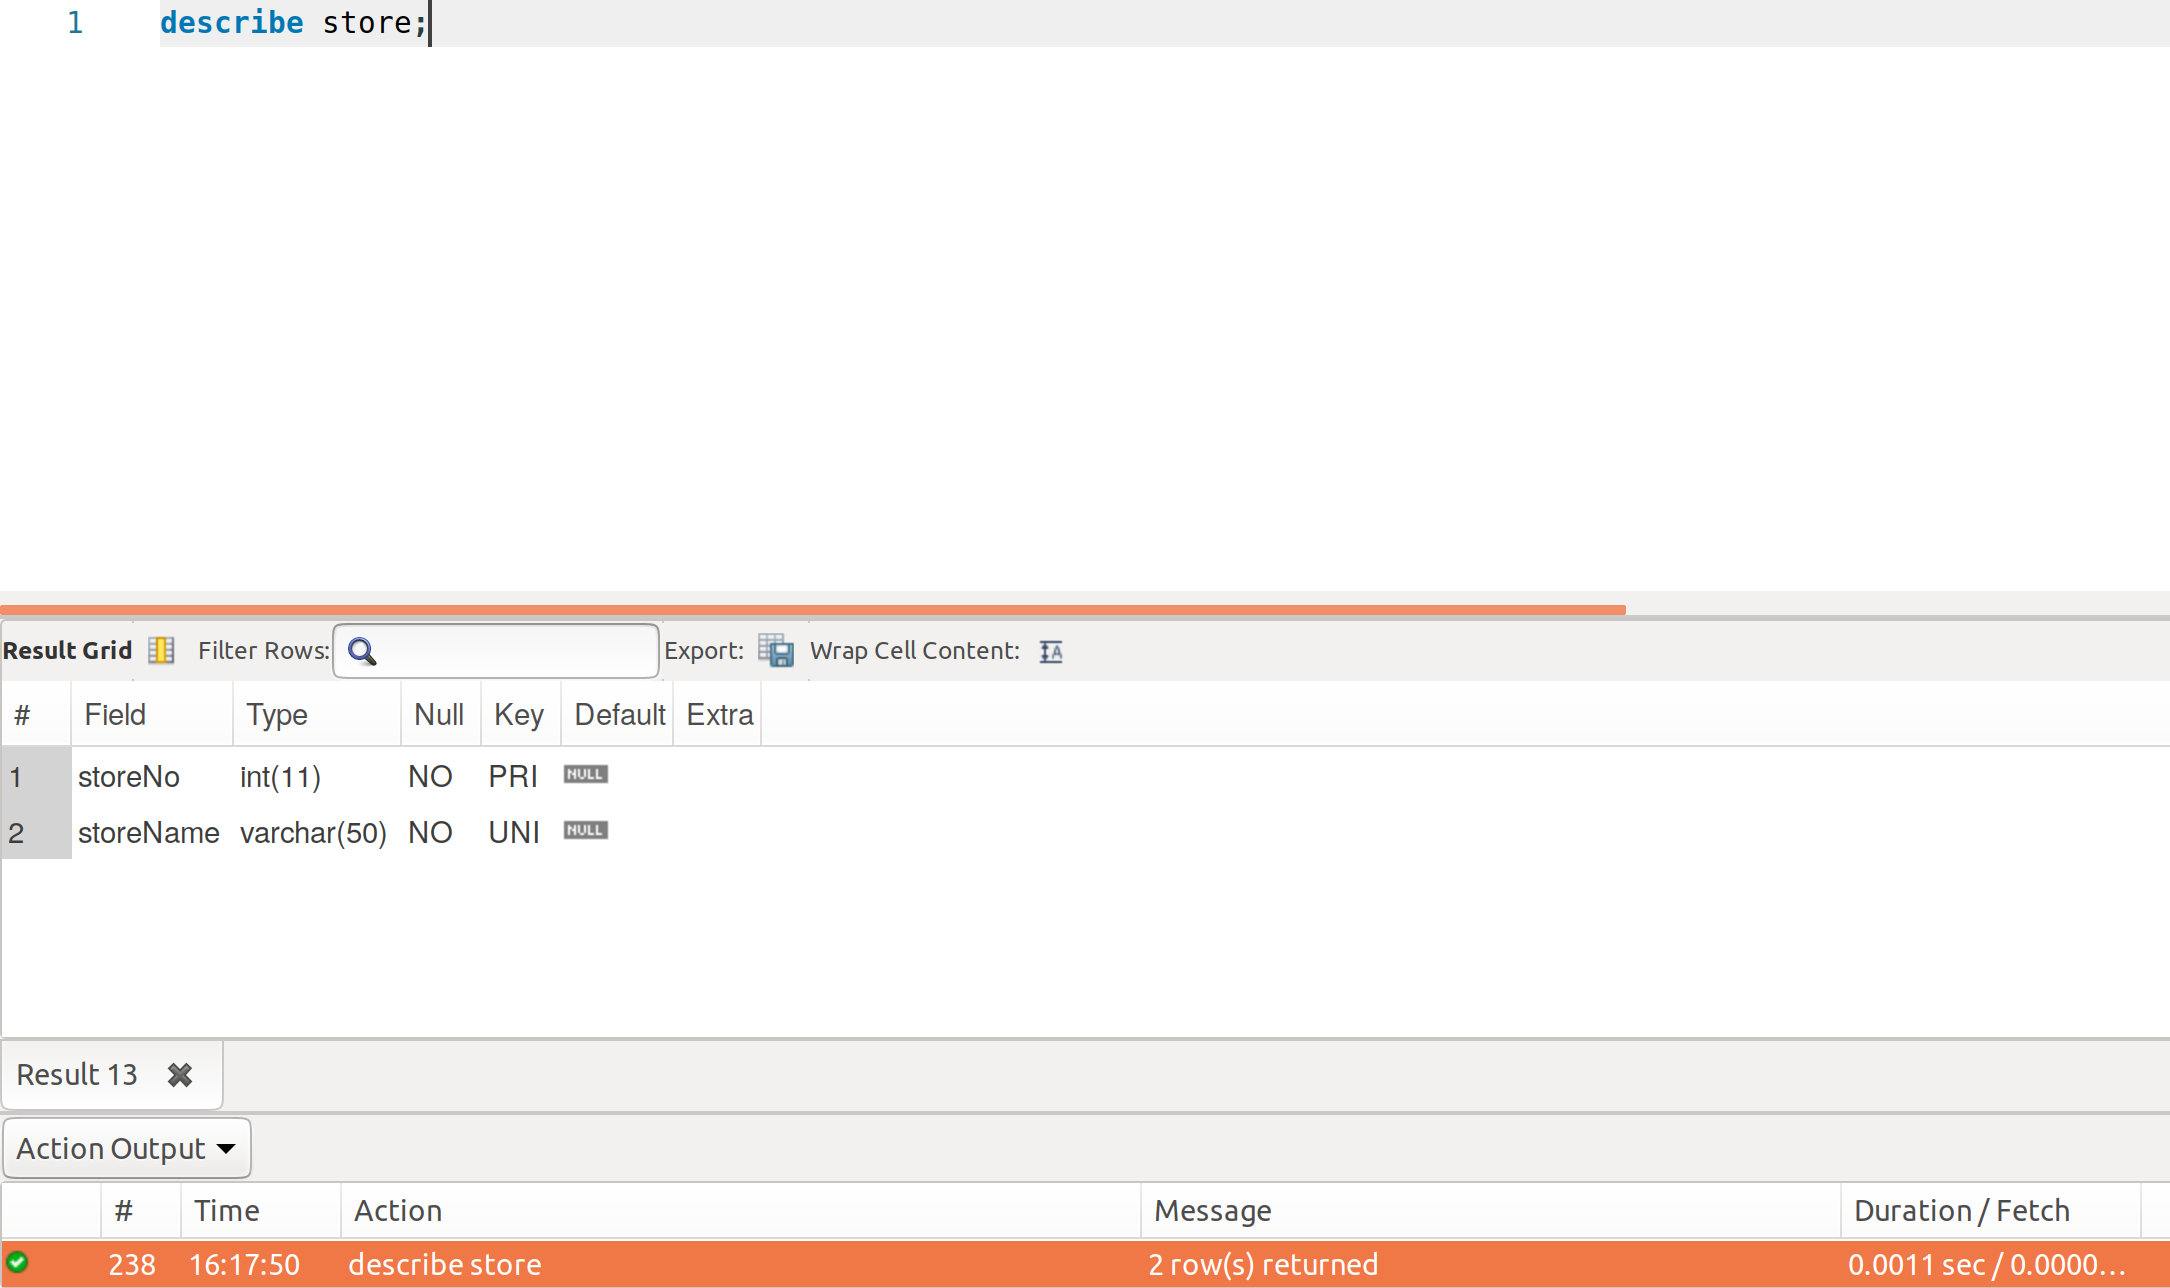 1 describe store;
Result Grid Filter Rows: Export: Wrap Cell Content:
# Field Type Null Key Default Extra
1 storeNo int(11) NO PRI NULL
2 storeName varchar(50) NO UNI NULL
Result 13
Action Output
# Time Action Message Duration / Fetch
238 16:17:50 describe store 2 row(s) returned 0.0011 sec / 0.0000...